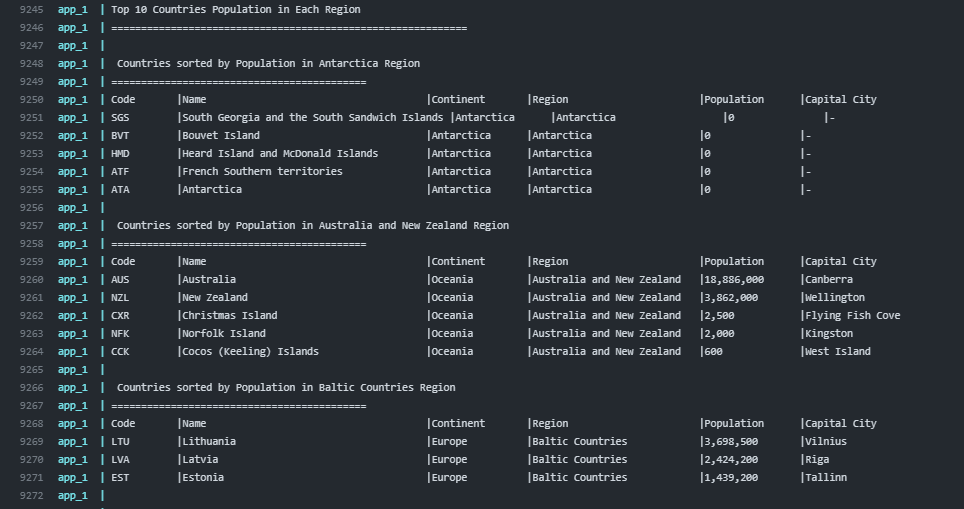 9245 app_1 | Top 10 Countries Population in Each Region
9246 app_1 | ============================================================
9247 app_1 |
9248 app_1 |  Countries sorted by Population in Antarctica Region
9249 app_1 | ===========================================
9250 app_1 | Code       |Name                                     |Continent       |Region                      |Population      |Capital City
9251 app_1 | SGS        |South Georgia and the South Sandwich Islands |Antarctica      |Antarctica                  |0               |-
9252 app_1 | BVT        |Bouvet Island                            |Antarctica      |Antarctica                  |0               |-
9253 app_1 | HMD        |Heard Island and McDonald Islands        |Antarctica      |Antarctica                  |0               |-
9254 app_1 | ATF        |French Southern territories              |Antarctica      |Antarctica                  |0               |-
9255 app_1 | ATA        |Antarctica                               |Antarctica      |Antarctica                  |0               |-
9256 app_1 |
9257 app_1 |  Countries sorted by Population in Australia and New Zealand Region
9258 app_1 | ===========================================
9259 app_1 | Code       |Name                                     |Continent       |Region                      |Population      |Capital City
9260 app_1 | AUS        |Australia                                |Oceania         |Australia and New Zealand   |18,886,000      |Canberra
9261 app_1 | NZL        |New Zealand                              |Oceania         |Australia and New Zealand   |3,862,000       |Wellington
9262 app_1 | CXR        |Christmas Island                         |Oceania         |Australia and New Zealand   |2,500           |Flying Fish Cove
9263 app_1 | NFK        |Norfolk Island                           |Oceania         |Australia and New Zealand   |2,000           |Kingston
9264 app_1 | CCK        |Cocos (Keeling) Islands                  |Oceania         |Australia and New Zealand   |600             |West Island
9265 app_1 |
9266 app_1 |  Countries sorted by Population in Baltic Countries Region
9267 app_1 | ===========================================
9268 app_1 | Code       |Name                                     |Continent       |Region                      |Population      |Capital City
9269 app_1 | LTU        |Lithuania                                |Europe          |Baltic Countries            |3,698,500       |Vilnius
9270 app_1 | LVA        |Latvia                                   |Europe          |Baltic Countries            |2,424,200       |Riga
9271 app_1 | EST        |Estonia                                  |Europe          |Baltic Countries            |1,439,200       |Tallinn
9272 app_1 |